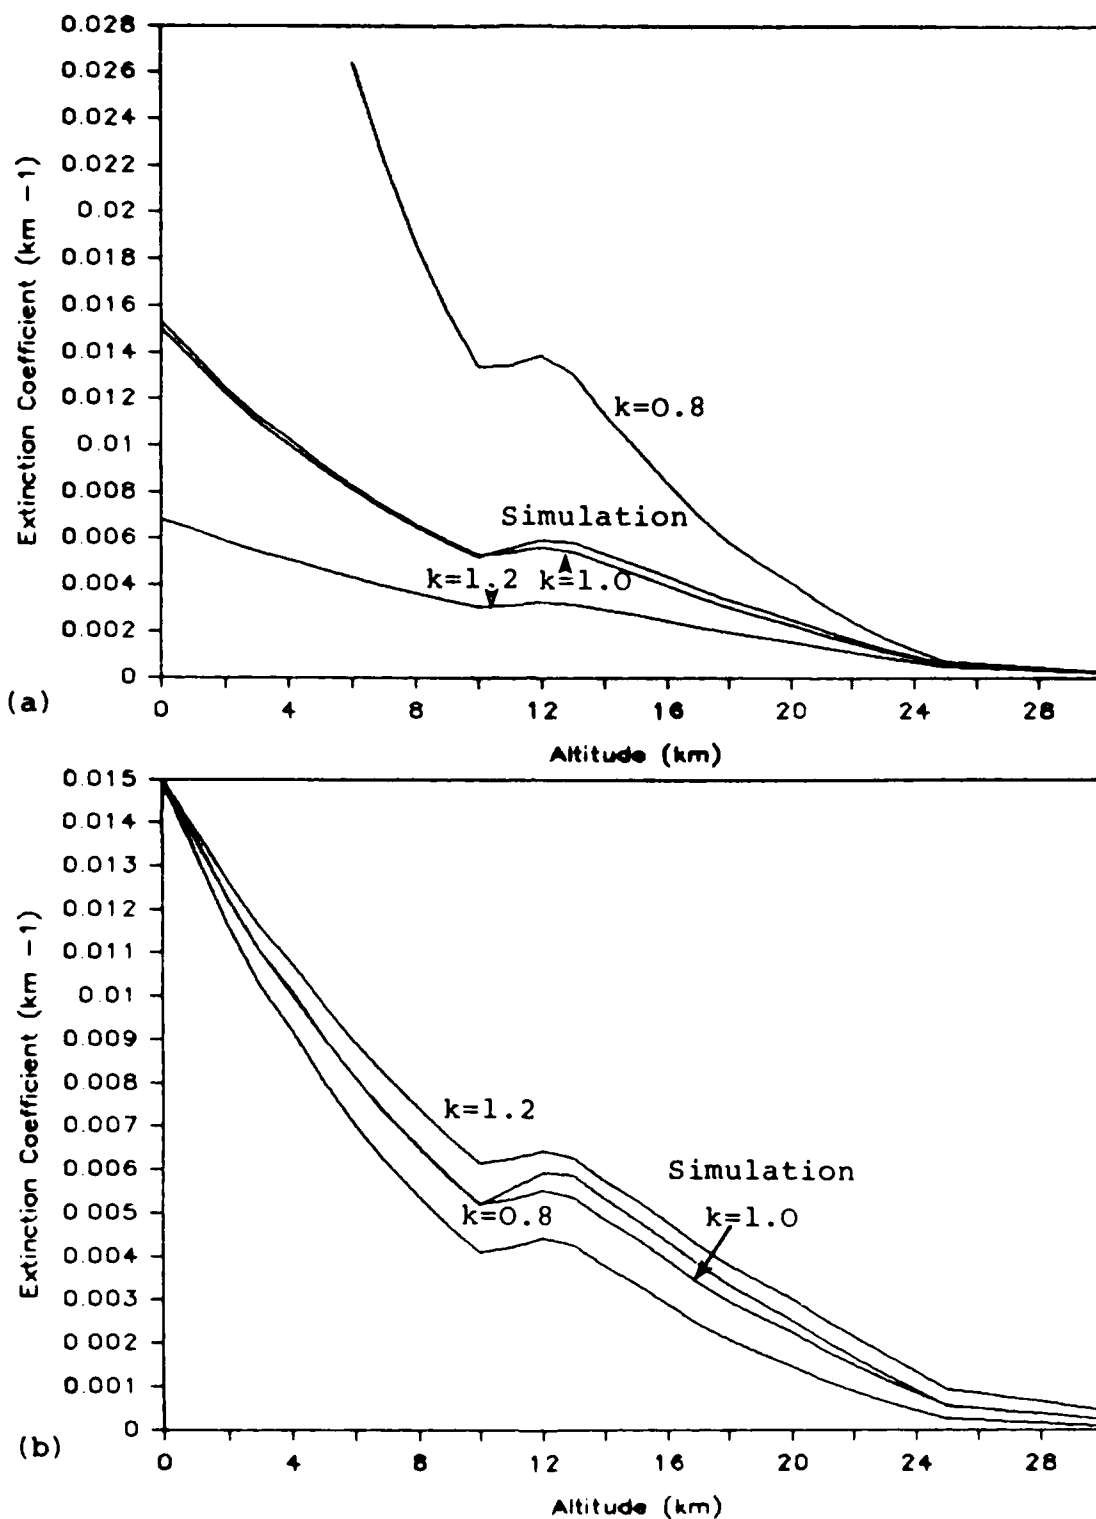 0.028
0.026
0.024
0.022
0.02
0.018
0.016
0.014
0.012
0.01
0.008
0.006
0.004
0.002
0
Extinction Coefficient (km -1)
k=0.8
Simulation
k=1.2 k=1.0
(a)
0 4 8 12 16 20 24 28
Altitude (km)
0.015
0.014
0.013
0.012
0.011
0.01
0.009
0.008
0.007
0.006
0.005
0.004
0.003
0.002
0.001
0
Extinction Coefficient (km -1)
k=1.2
Simulation
k=0.8 k=1.0
(b)
0 4 8 12 16 20 24 28
Altitude (km)